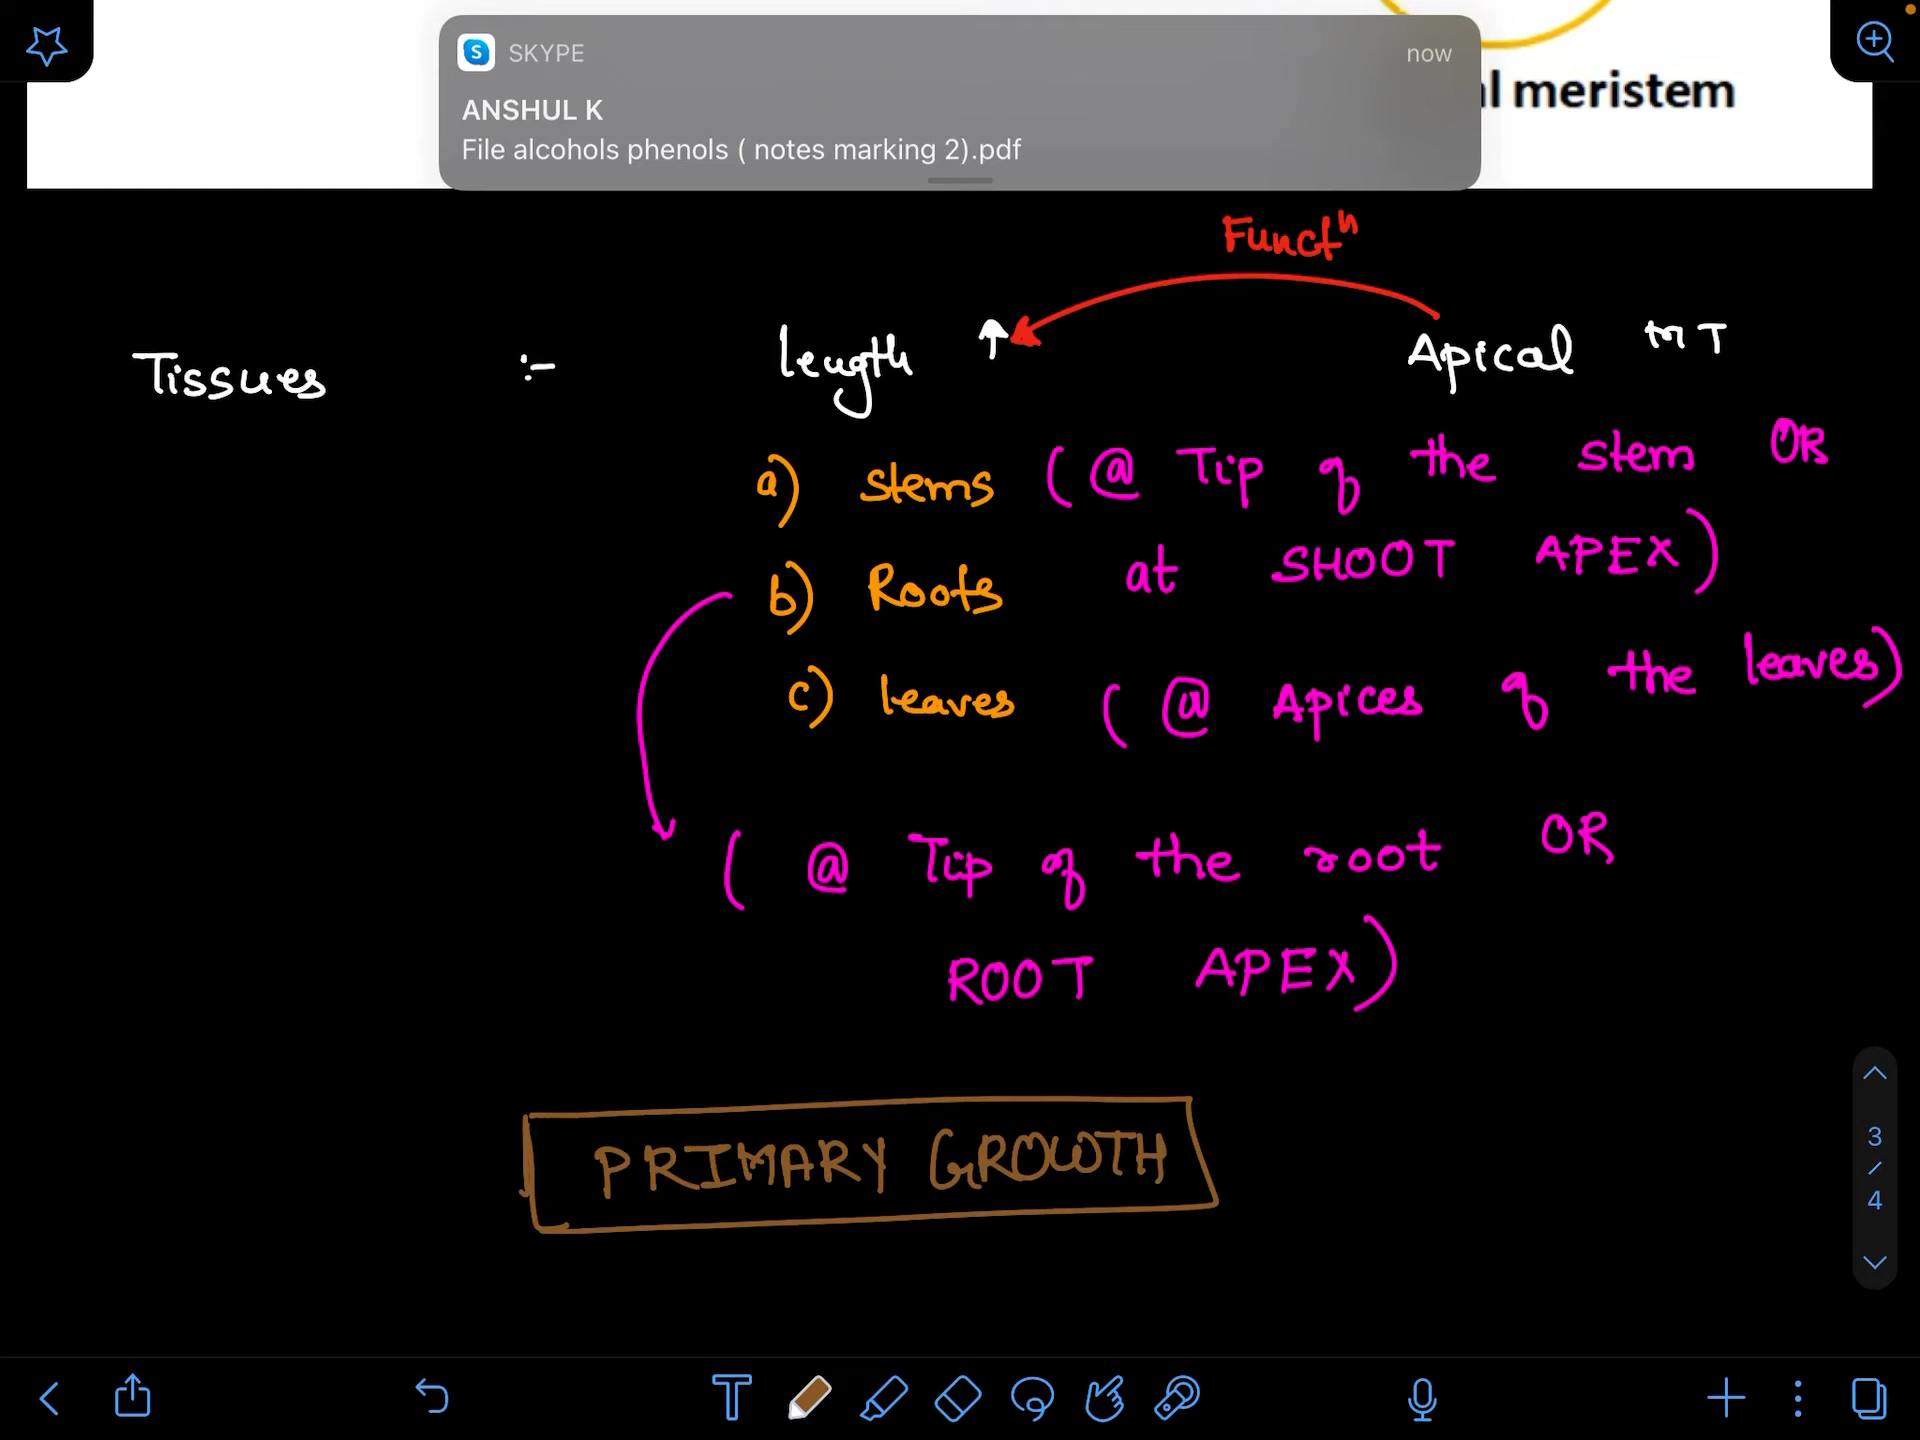 SKYPE
now
ANSHUL K
File alcohols phenols ( notes marking 2).pdf
l meristem
Functⁿ
Tissues :- length ↑ Apical MT
a) stems ( @ Tip of the stem OR
at SHOOT APEX)
b) Roots
c) leaves ( @ Apices of the leaves)
( @ Tip of the root OR
ROOT APEX)
PRIMARY GROWTH
3
/
4